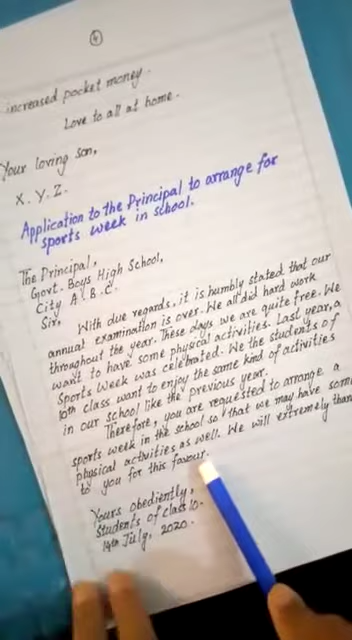 4
increased pocket money.
Love to all at home.
Your loving son,
X. Y. Z.
Application to the Principal to arrange for
sports week in school.
The Principal,
Govt. Boys High School,
City A. B. C.
Sir,
With due regards, it is humbly stated that our
annual examination is over. We all did hard work
throughout the year. These days we are quite free. We
want to have some physical activities. Last year, a
Sports Week was celebrated. We the students of
10th class want to enjoy the same kind of activities
in our school like the previous year.
Therefore, you are requested to arrange a
sports week in the school so that we may have some
physical activities as well. We will extremely than
to you for this favour.
Yours obediently,
Students of Class 10.
14th July, 2020.